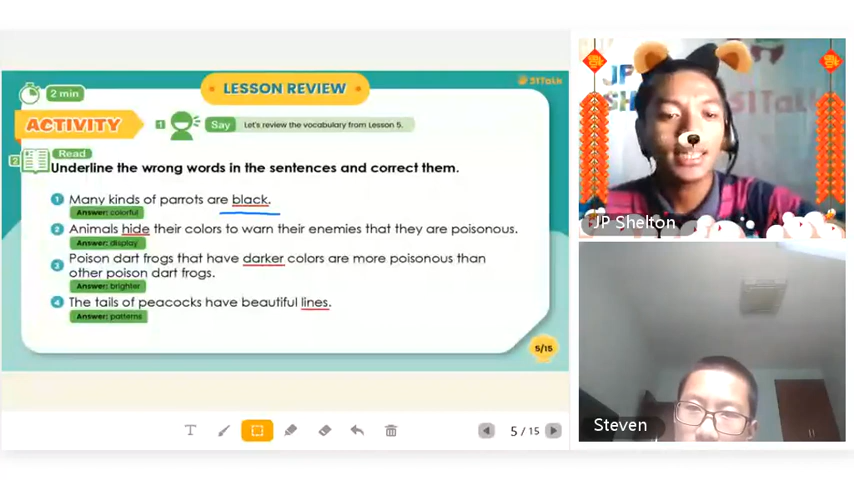 2 min
LESSON REVIEW
51Talk
ACTIVITY
1
Say
Let's review the vocabulary from Lesson 5.
2
Read
Underline the wrong words in the sentences and correct them.
1 Many kinds of parrots are black.
Answer: colorful
2 Animals hide their colors to warn their enemies that they are poisonous.
Answer: display
3 Poison dart frogs that have darker colors are more poisonous than
other poison dart frogs.
Answer: brighter
4 The tails of peacocks have beautiful lines.
Answer: patterns
5/15
T
5 / 15
JP
SH
51Tal
JP Shelton
Steven